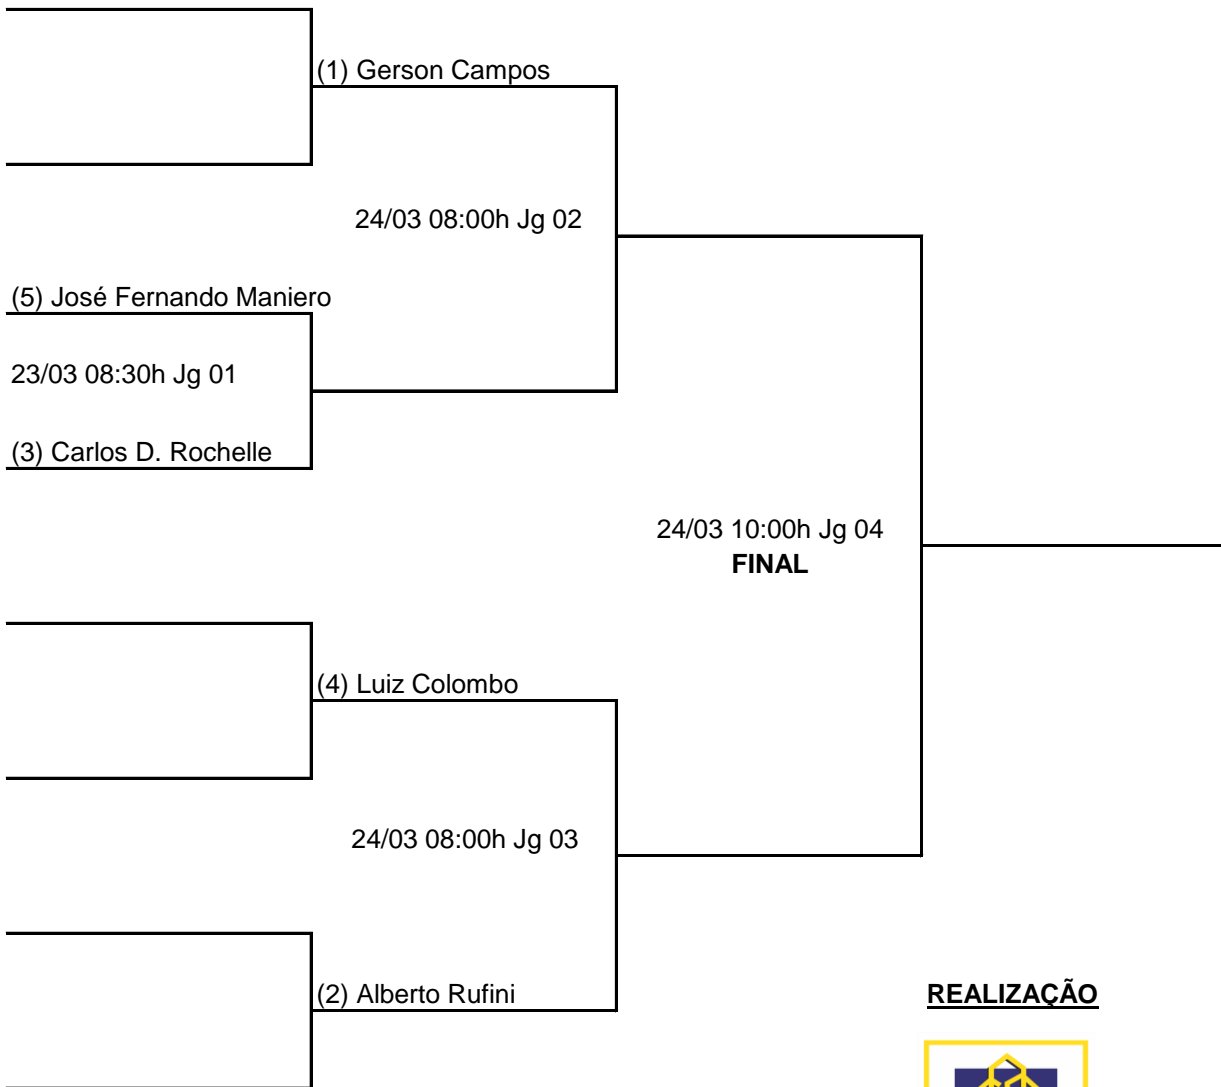 (1) Gerson Campos
24/03 08:00h Jg 02
(5) José Fernando Maniero
23/03 08:30h Jg 01
(3) Carlos D. Rochelle
24/03 10:00h Jg 04
FINAL
(4) Luiz Colombo
24/03 08:00h Jg 03
(2) Alberto Rufini
REALIZAÇÃO